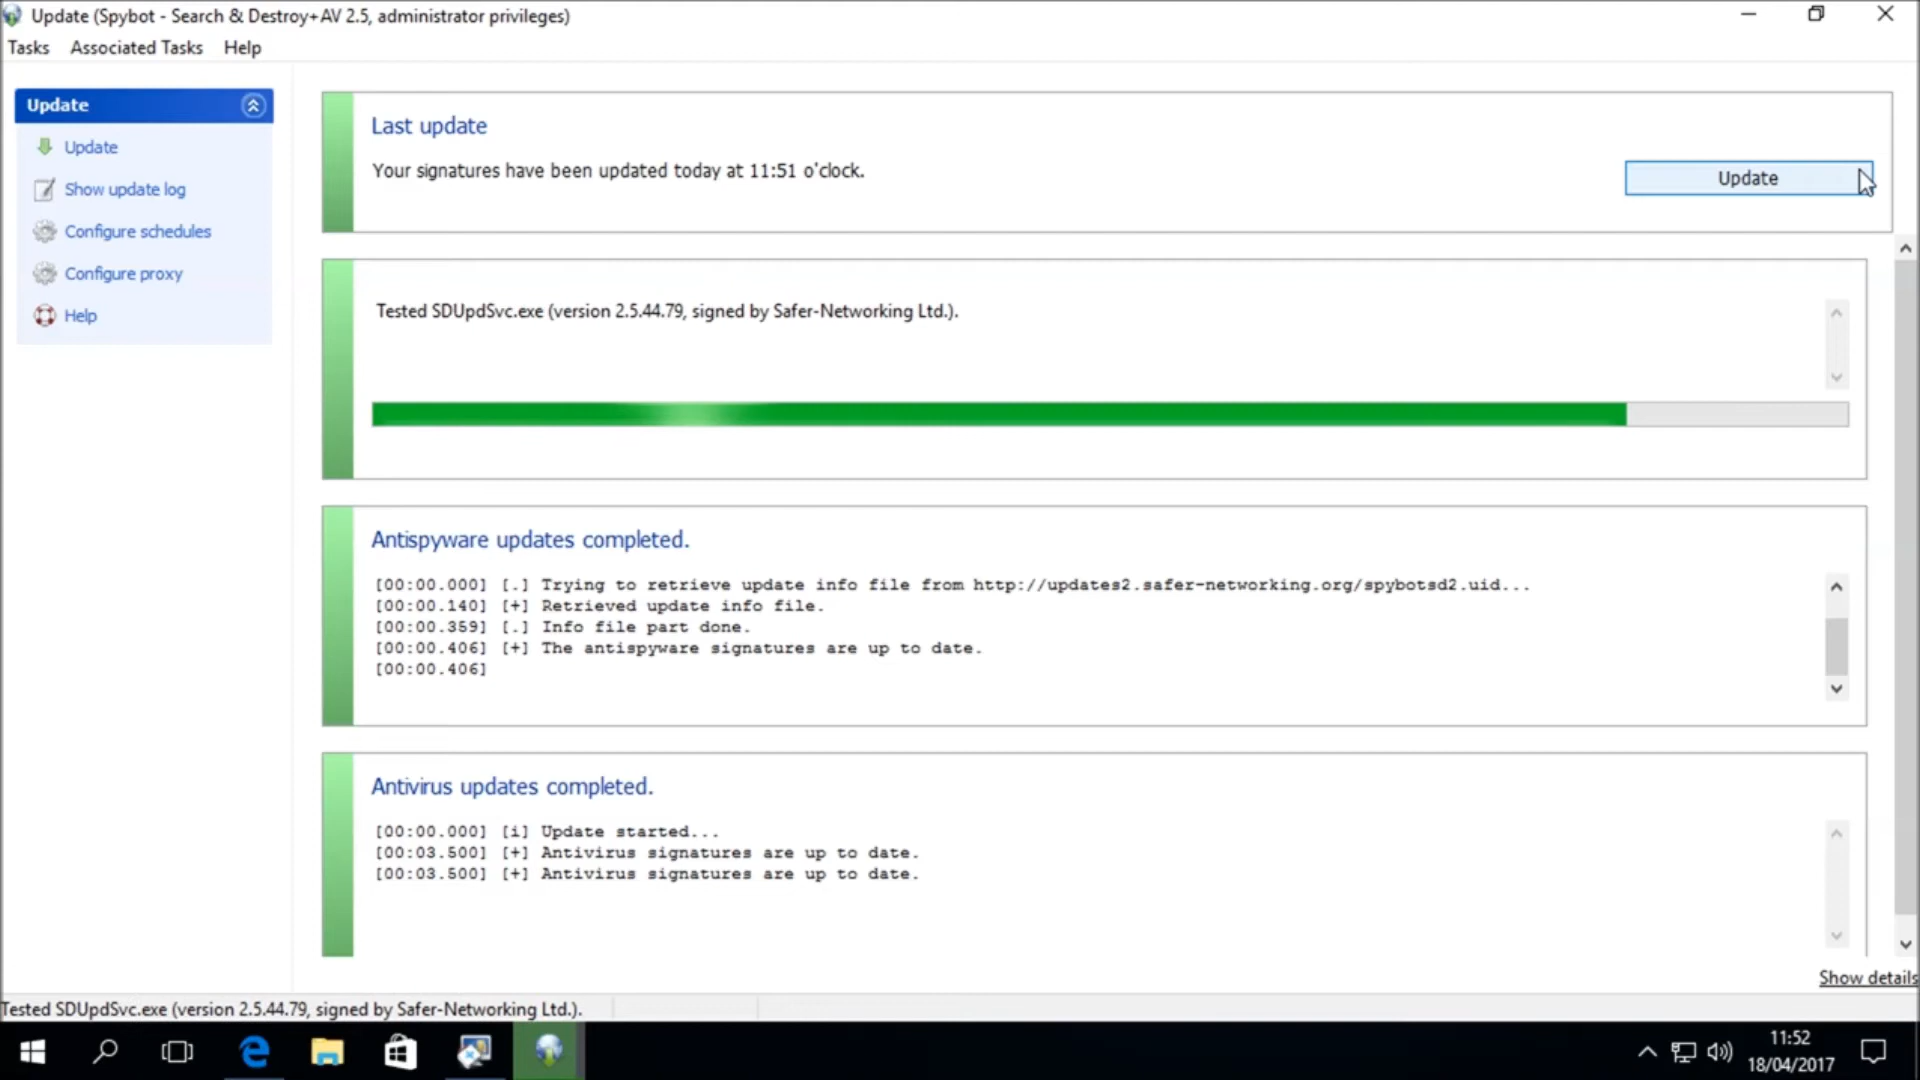 Update (Spybot - Search & Destroy+AV 2.5, administrator privileges)
Tasks Associated Tasks Help
Update
Update
Show update log
Configure schedules
Configure proxy
Help
Last update
Your signatures have been updated today at 11:51 o'clock.
Update
Tested SDUpdSvc.exe (version 2.5.44.79, signed by Safer-Networking Ltd.).
Antispyware updates completed.
[00:00.000] [.] Trying to retrieve update info file from http://updates2.safer-networking.org/spybotsd2.uid...
[00:00.140] [+] Retrieved update info file.
[00:00.359] [.] Info file part done.
[00:00.406] [+] The antispyware signatures are up to date.
[00:00.406]
Antivirus updates completed.
[00:00.000] [i] Update started...
[00:03.500] [+] Antivirus signatures are up to date.
[00:03.500] [+] Antivirus signatures are up to date.
Show details
Tested SDUpdSvc.exe (version 2.5.44.79, signed by Safer-Networking Ltd.).
11:52
18/04/2017